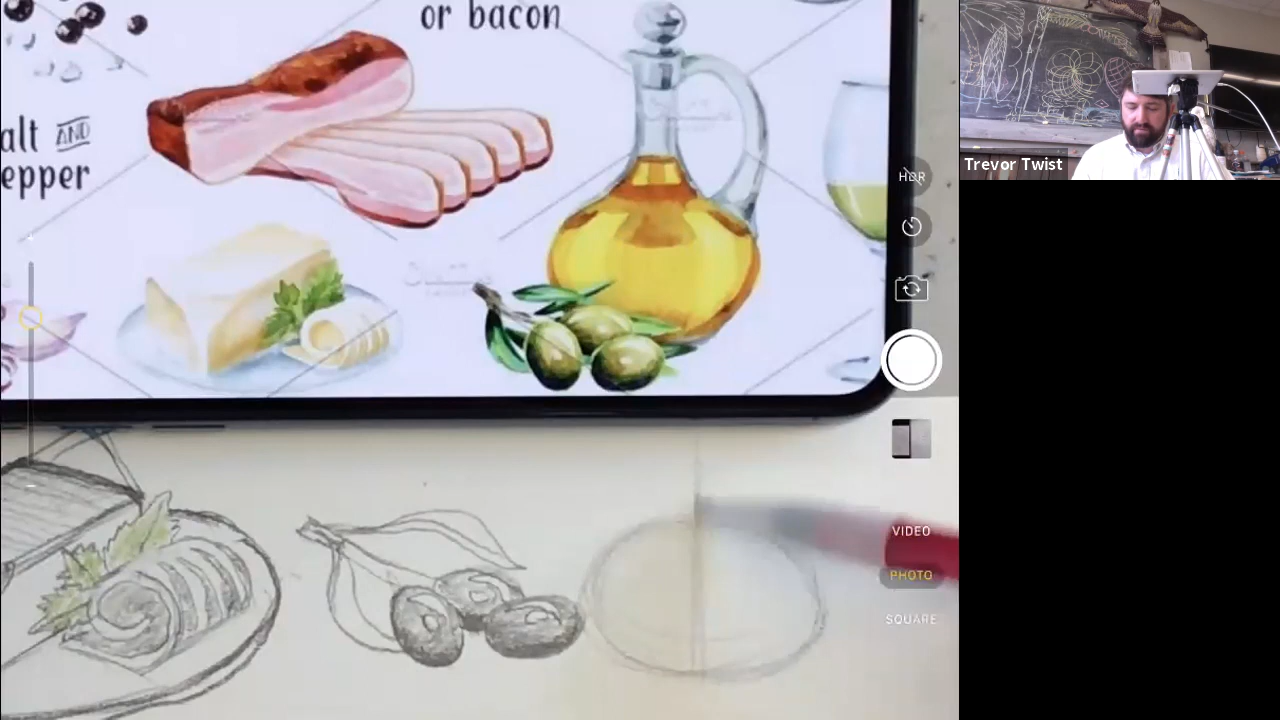 or bacon
alt AND
epper
HDR
VIDEO
PHOTO
SQUARE
Trevor Twist